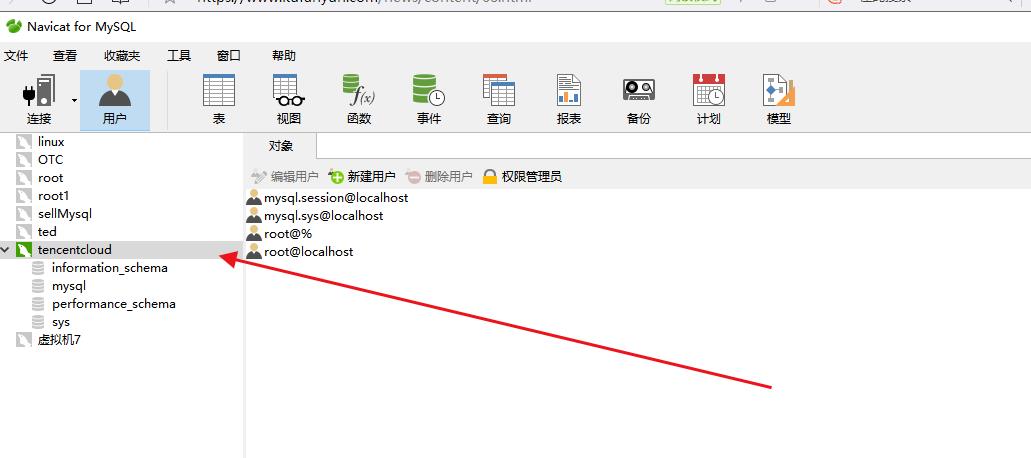 Navicat for MySQL
文件 查看 收藏夹 工具 窗口 帮助
连接 用户 表 视图 函数 事件 查询 报表 备份 计划 模型
f(x)
linux
OTC
root
root1
sellMysql
ted
tencentcloud
information_schema
mysql
performance_schema
sys
虚拟机7
对象
编辑用户 新建用户 删除用户 权限管理员
mysql.session@localhost
mysql.sys@localhost
root@%
root@localhost